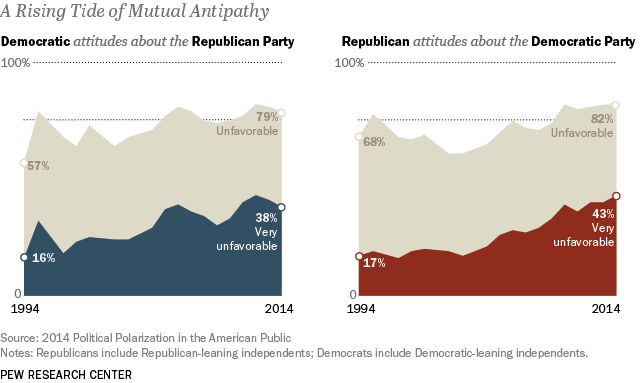 A Rising Tide of Mutual Antipathy
Democratic attitudes about the Republican Party
100%
57%
79%
Unfavorable
16%
38%
Very
unfavorable
0
1994
2014
Republican attitudes about the Democratic Party
100%
68%
82%
Unfavorable
17%
43%
Very
unfavorable
0
1994
2014
Source: 2014 Political Polarization in the American Public
Notes: Republicans include Republican-leaning independents; Democrats include Democratic-leaning independents.
PEW RESEARCH CENTER